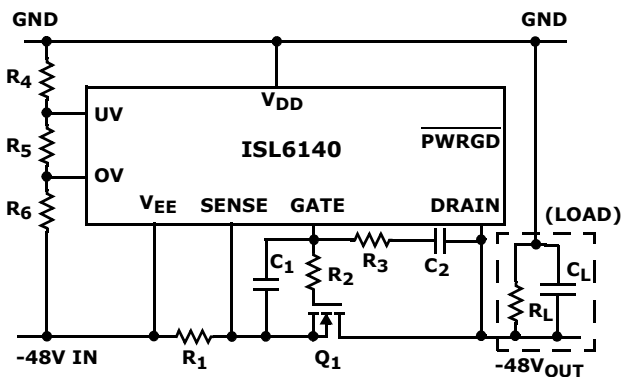 GND GND
R4
UV
VDD
R5
ISL6140
PWRGD
OV
R6
VEE SENSE GATE DRAIN
(LOAD)
C1
R2
R3
C2
CL
RL
-48V IN
R1
Q1
-48VOUT